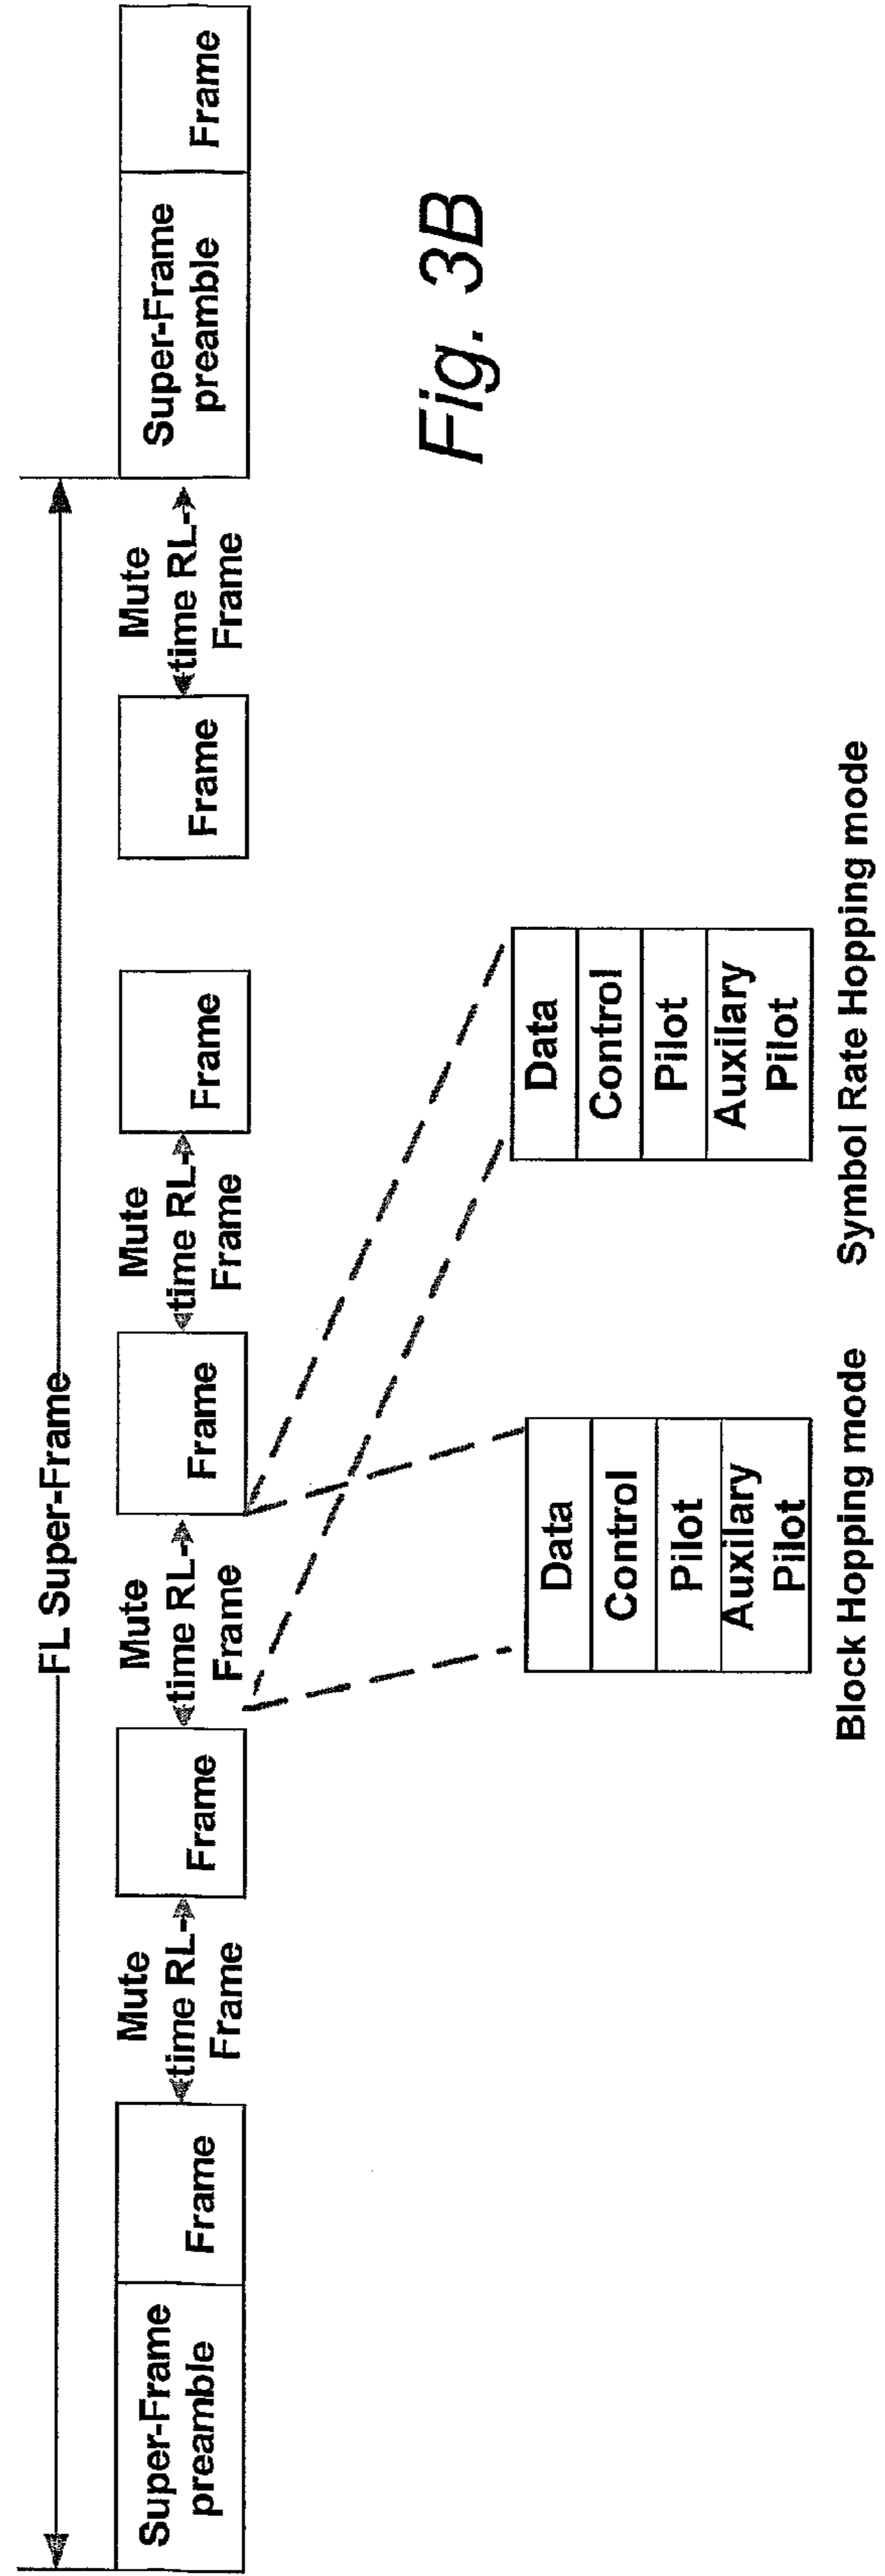 FL Super-Frame
Super-Frame
preamble
Frame
Mute
time RL-
Frame
Frame
Mute
time RL-
Frame
Frame
Mute
time RL-
Frame
Frame
Frame
Mute
time RL-
Frame
Super-Frame
preamble
Frame
Data
Control
Pilot
Auxilary
Pilot
Block Hopping mode
Data
Control
Pilot
Auxilary
Pilot
Symbol Rate Hopping mode
Fig. 3B